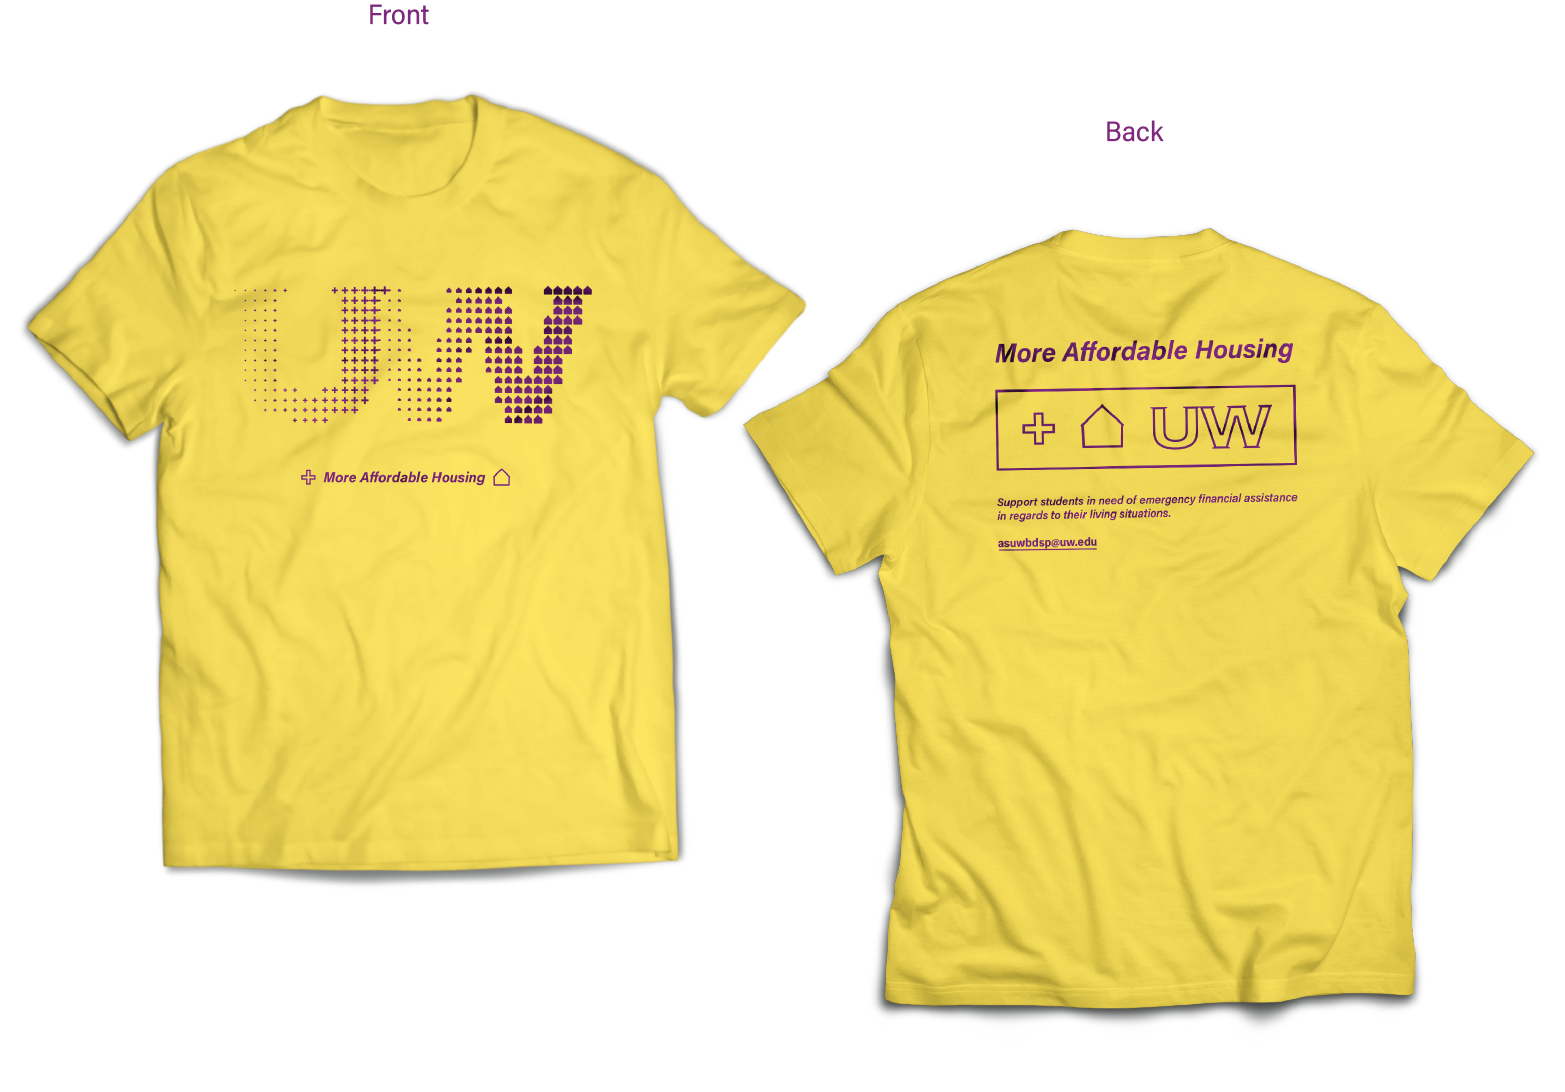 Front
Back
UW
More Affordable Housing
More Affordable Housing
UW
Support students in need of emergency financial assistance
in regards to their living situations.
asuwbdsp@uw.edu